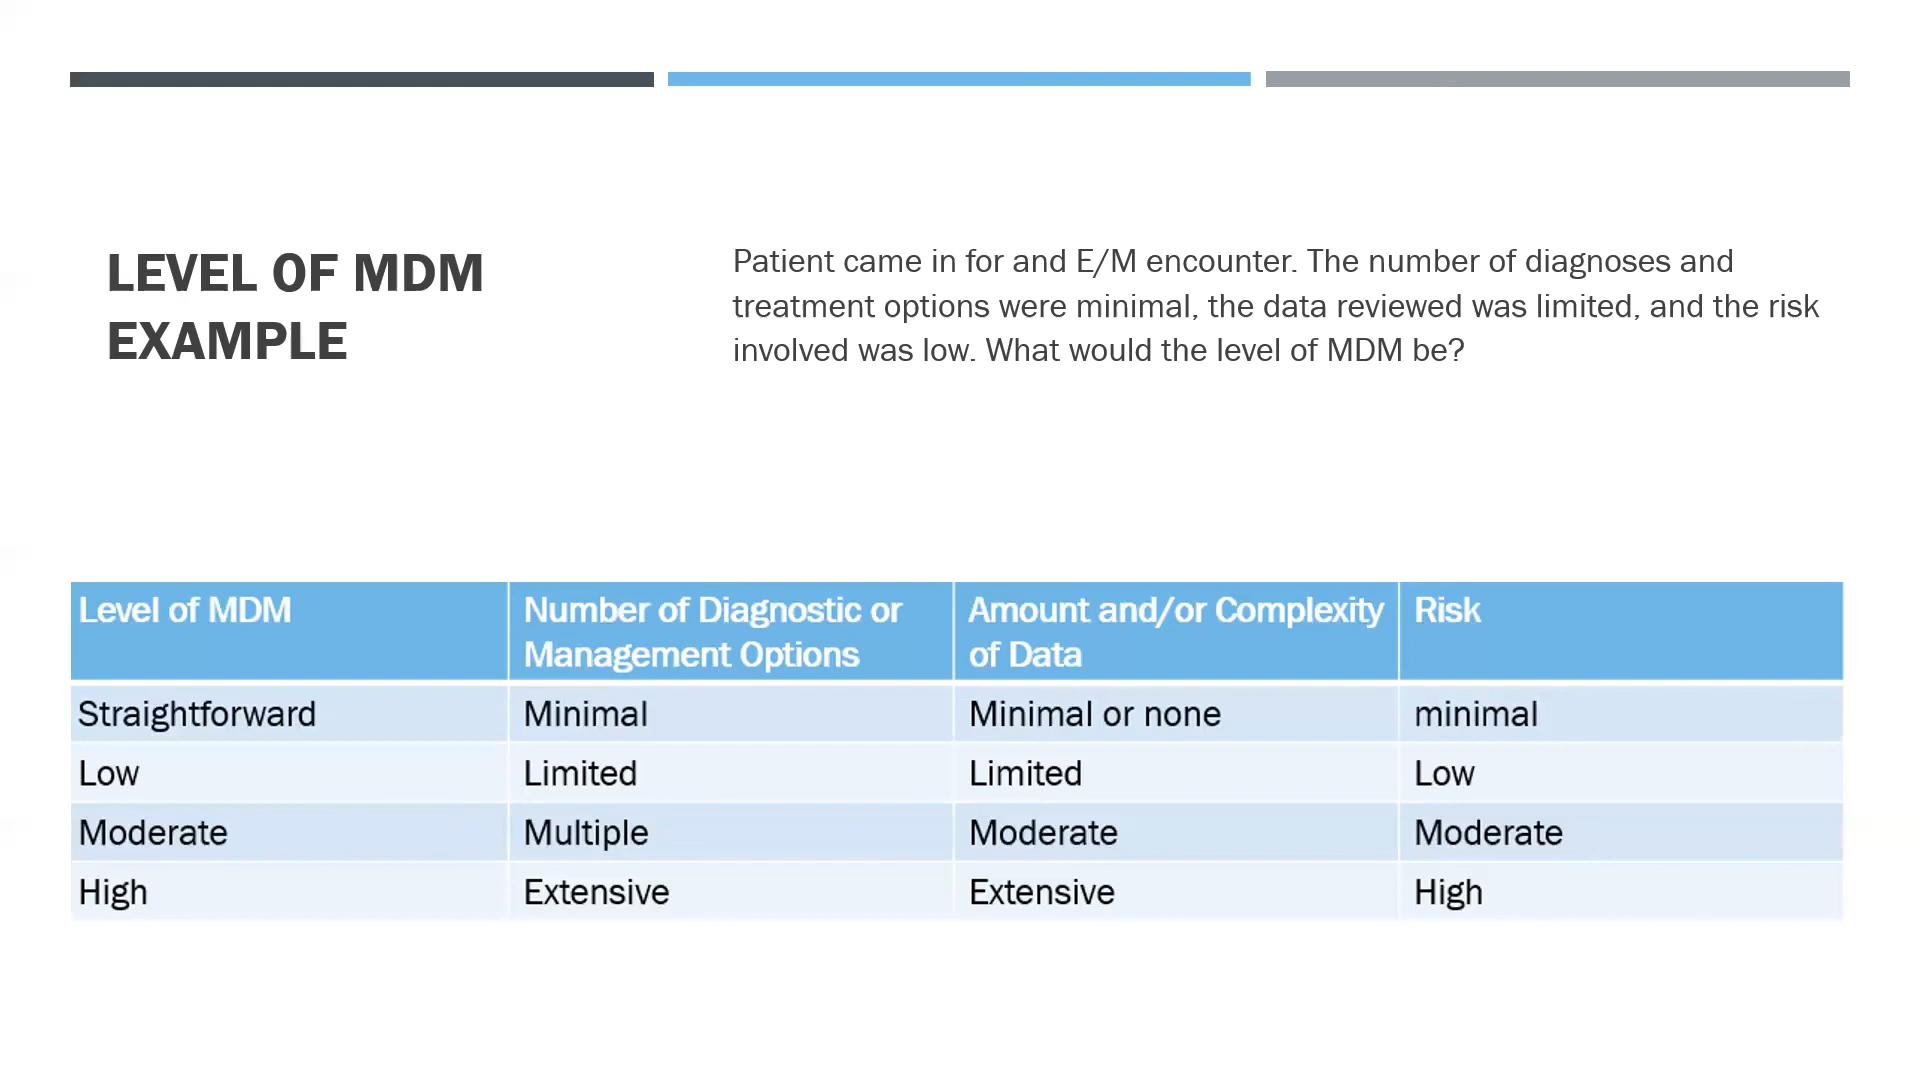 LEVEL OF MDM
EXAMPLE
Patient came in for and E/M encounter. The number of diagnoses and
treatment options were minimal, the data reviewed was limited, and the risk
involved was low. What would the level of MDM be?
Level of MDM Number of Diagnostic or Management Options Amount and/or Complexity of Data Risk
Straightforward Minimal Minimal or none minimal
Low Limited Limited Low
Moderate Multiple Moderate Moderate
High Extensive Extensive High